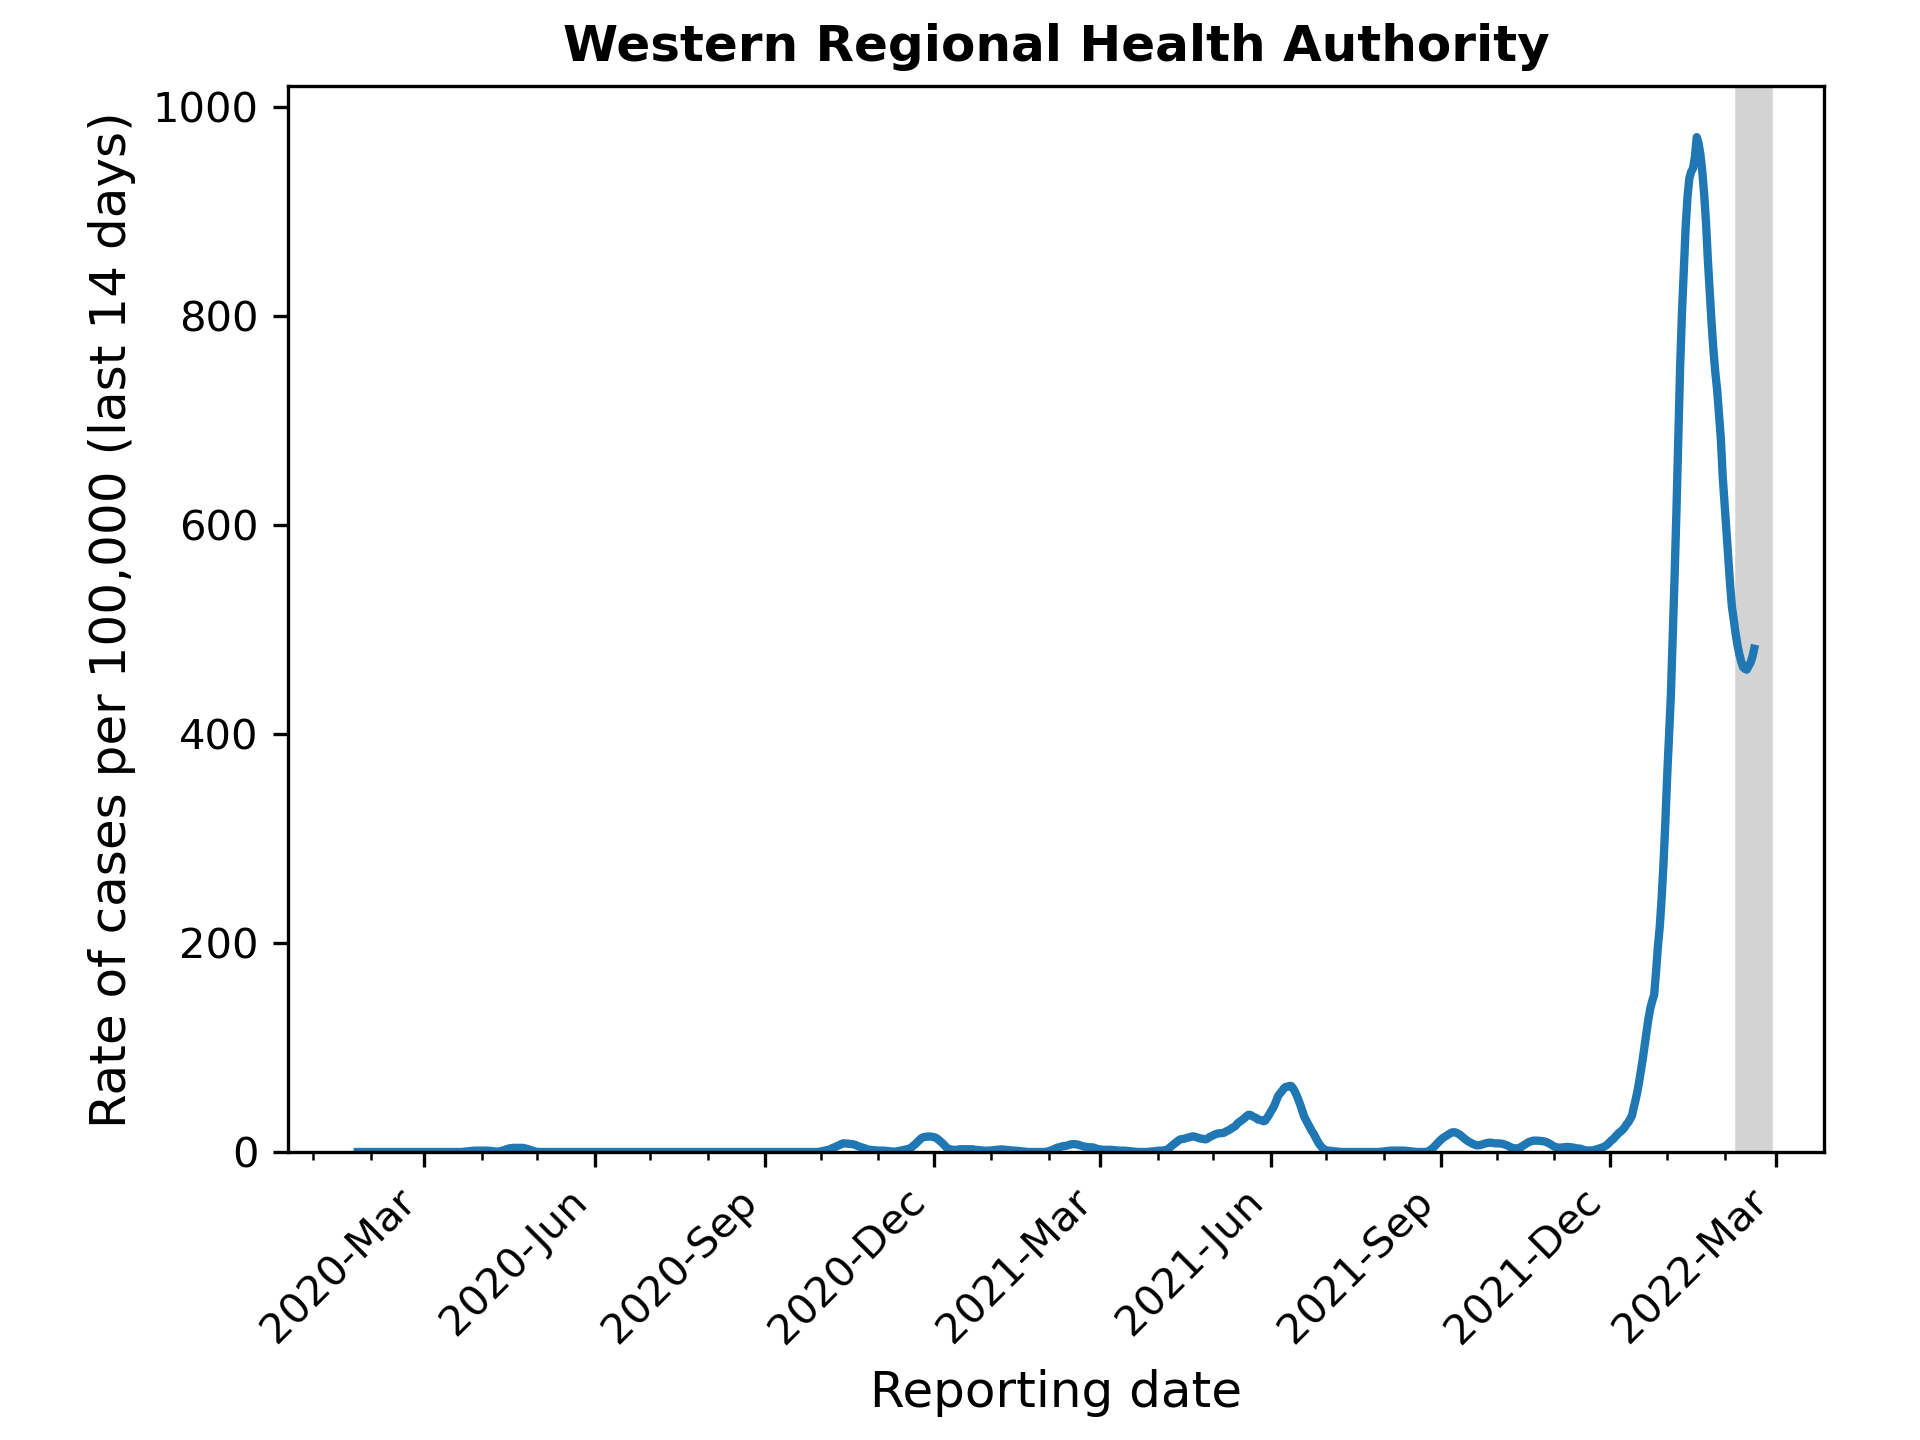 Western Regional Health Authority
Rate of cases per 100,000 (last 14 days)
1000
800
600
400
200
0
2020-Mar
2020-Jun
2020-Sep
2020-Dec
2021-Mar
2021-Jun
2021-Sep
2021-Dec
2022-Mar
Reporting date